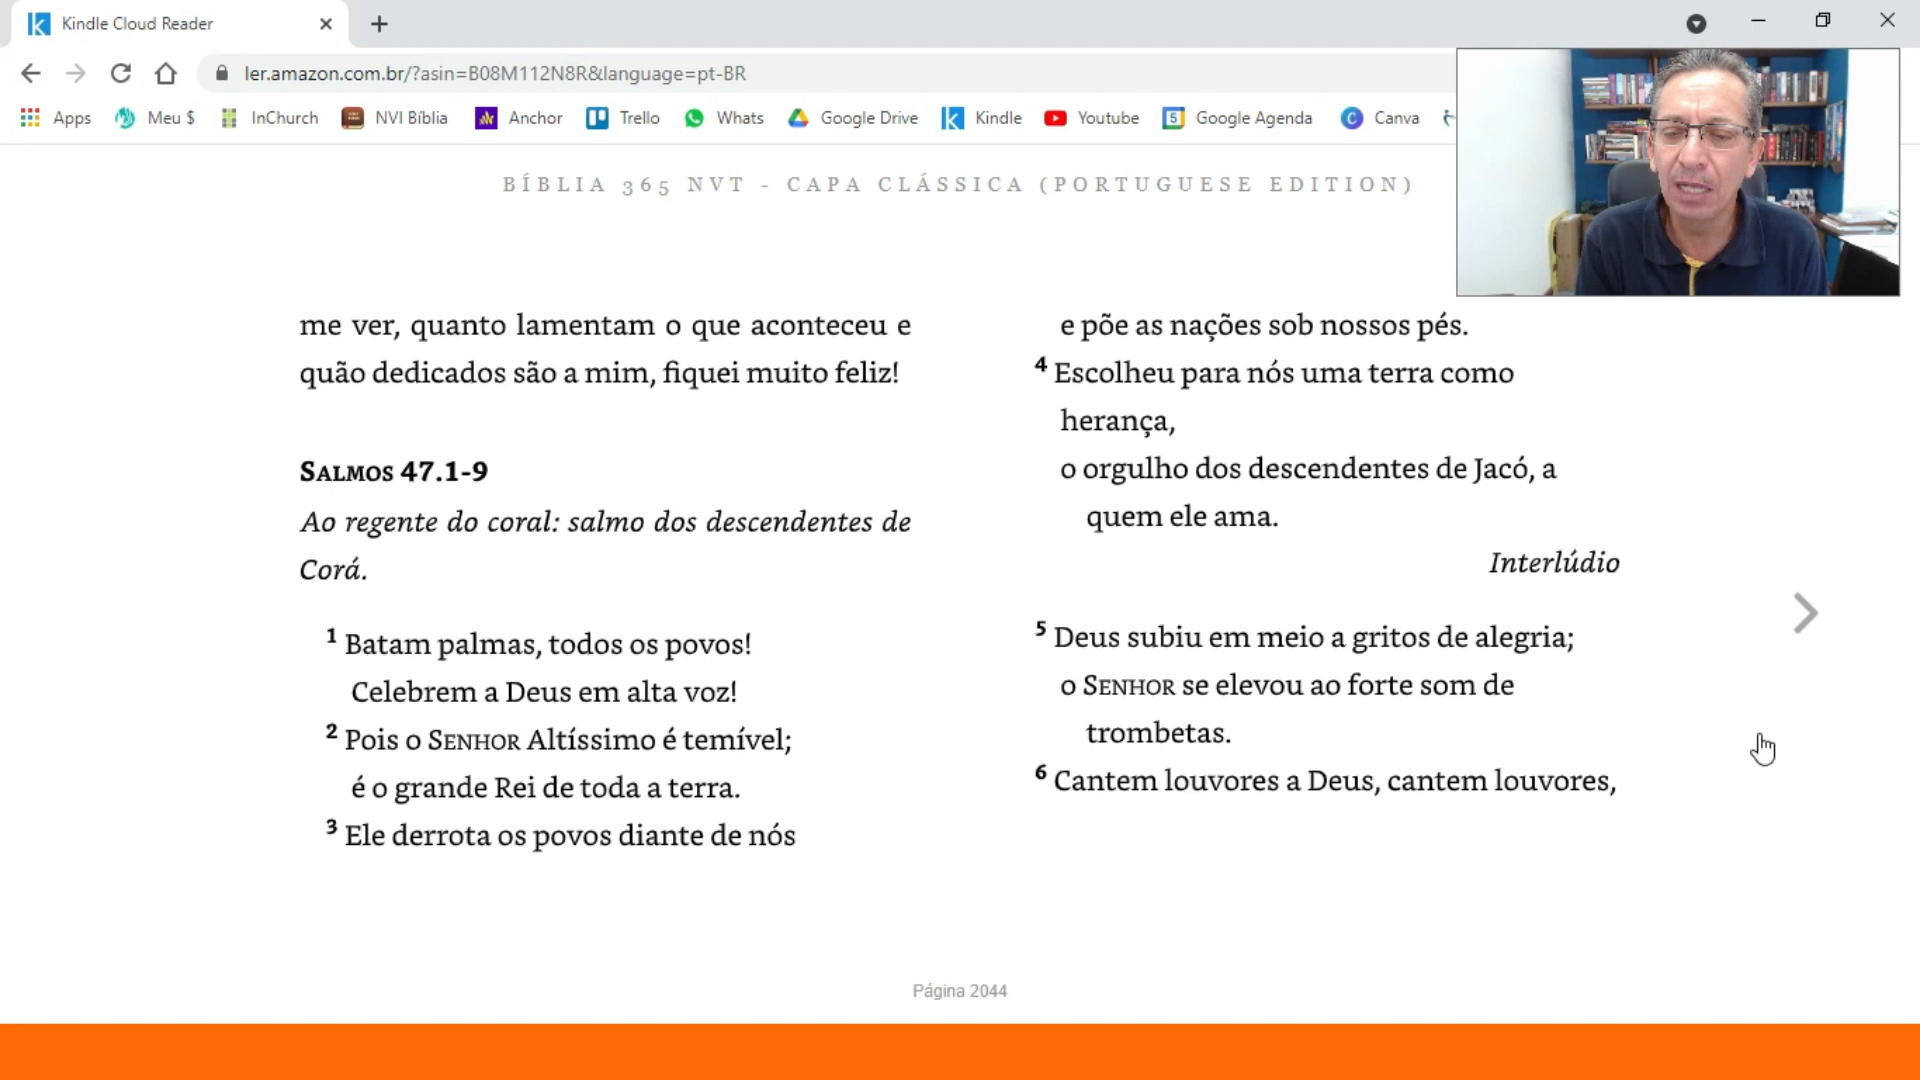 Kindle Cloud Reader
ler.amazon.com.br/?asin=B08M112N8R&language=pt-BR
Apps Meu $ InChurch NVI Bíblia Anchor Trello Whats Google Drive Kindle Youtube 5 Google Agenda Canva
BÍBLIA 365 NVT - CAPA CLÁSSICA (PORTUGUESE EDITION)
me ver, quanto lamentam o que aconteceu e
quão dedicados são a mim, fiquei muito feliz!
SALMOS 47.1-9
Ao regente do coral: salmo dos descendentes de
Corá.
1 Batam palmas, todos os povos!
Celebrem a Deus em alta voz!
2 Pois o SENHOR Altíssimo é temível;
é o grande Rei de toda a terra.
3 Ele derrota os povos diante de nós
e põe as nações sob nossos pés.
4 Escolheu para nós uma terra como
herança,
o orgulho dos descendentes de Jacó, a
quem ele ama.
Interlúdio
5 Deus subiu em meio a gritos de alegria;
o SENHOR se elevou ao forte som de
trombetas.
6 Cantem louvores a Deus, cantem louvores,
Página 2044